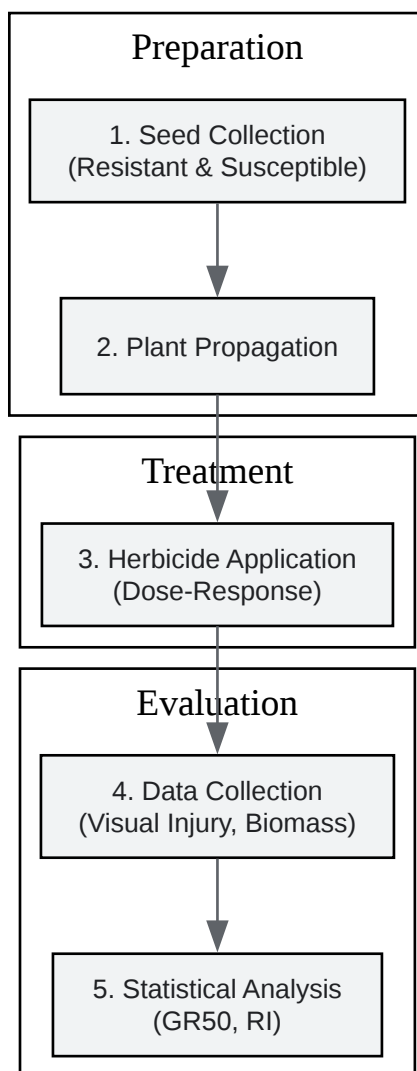 Preparation
1. Seed Collection
(Resistant & Susceptible)
2. Plant Propagation
Treatment
3. Herbicide Application
(Dose-Response)
Evaluation
4. Data Collection
(Visual Injury, Biomass)
5. Statistical Analysis
(GR50, RI)